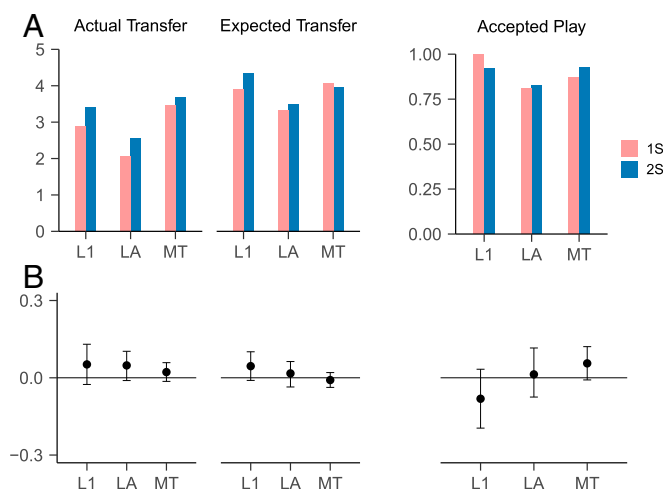 A
Actual Transfer
Expected Transfer
Accepted Play
5
4
3
2
1
0
L1 LA MT
L1 LA MT
1.00
0.75
0.50
0.25
0.00
L1 LA MT
1S
2S
B
0.3
0.0
−0.3
L1 LA MT
L1 LA MT
L1 LA MT